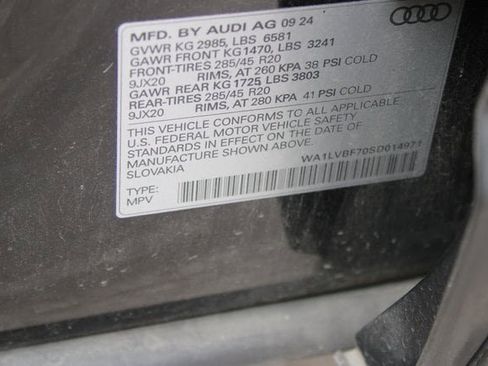 MFD. BY AUDI AG 09 24
GVWR KG 2985, LBS 6581
GAWR FRONT KG 1470, LBS 3241
FRONT-TIRES 285/45 R20
9JX20 RIMS, AT 260 KPA 38 PSI COLD
GAWR REAR KG 1725, LBS 3803
REAR-TIRES 285/45 R20
9JX20 RIMS, AT 280 KPA 41 PSI COLD
THIS VEHICLE CONFORMS TO ALL APPLICABLE
U.S. FEDERAL MOTOR VEHICLE SAFETY
STANDARDS IN EFFECT ON THE DATE OF
MANUFACTURE SHOWN ABOVE.
SLOVAKIA WA1LVBF70SD014971
TYPE:
MPV